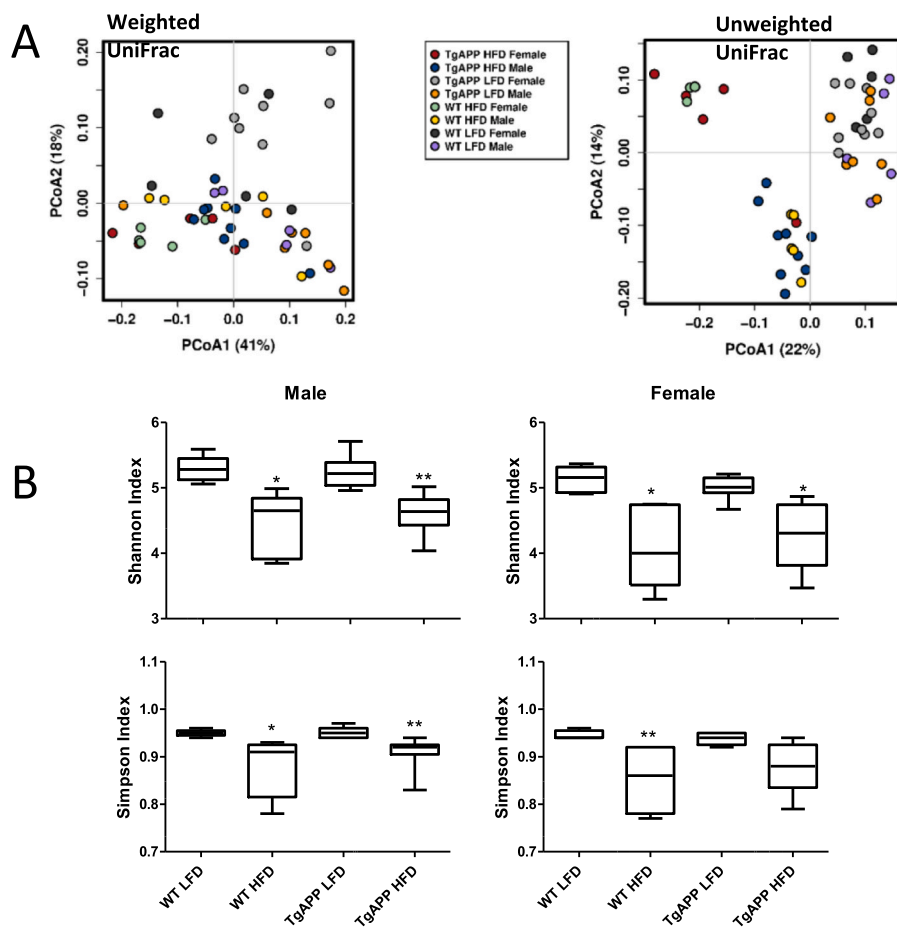 A
Weighted
UniFrac
0.20
0.10
0.00
−0.10
PCoA2 (18%)
−0.2 −0.1 0.0 0.1 0.2
PCoA1 (41%)
TgAPP HFD Female
TgAPP HFD Male
TgAPP LFD Female
TgAPP LFD Male
WT HFD Female
WT HFD Male
WT LFD Female
WT LFD Male
Unweighted
UniFrac
0.10
0.00
−0.10
−0.20
PCoA2 (14%)
−0.2 −0.1 0.0 0.1
PCoA1 (22%)
B
Male
6
5
4
3
Shannon Index
* **
Female
6
5
4
3
Shannon Index
* *
1.1
1.0
0.9
0.8
0.7
Simpson Index
* **
WT LFD
WT HFD
TgAPP LFD
TgAPP HFD
1.1
1.0
0.9
0.8
0.7
Simpson Index
**
WT LFD
WT HFD
TgAPP LFD
TgAPP HFD